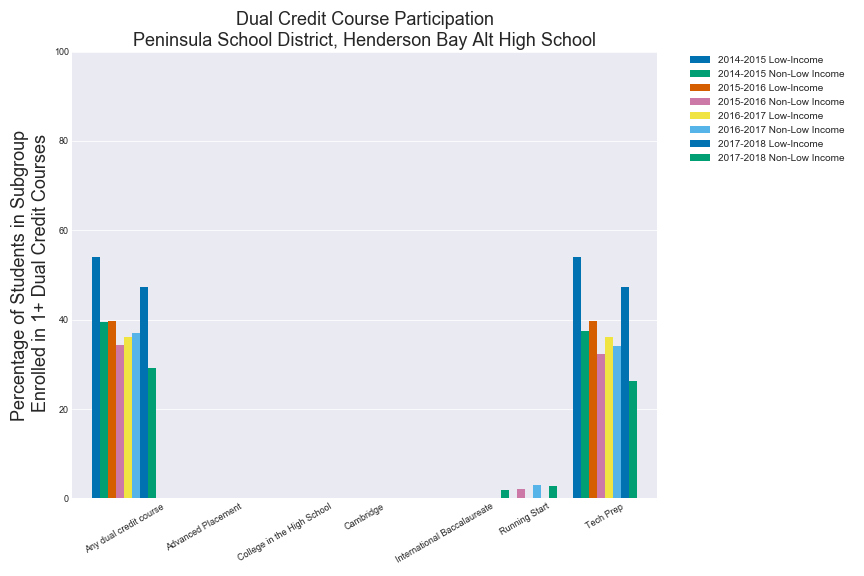 Dual Credit Course Participation
Peninsula School District, Henderson Bay Alt High School
Percentage of Students in Subgroup
Enrolled in 1+ Dual Credit Courses
100
80
60
40
20
0
Any dual credit course
Advanced Placement
College in the High School
Cambridge
International Baccalaureate
Running Start
Tech Prep
2014-2015 Low-Income
2014-2015 Non-Low Income
2015-2016 Low-Income
2015-2016 Non-Low Income
2016-2017 Low-Income
2016-2017 Non-Low Income
2017-2018 Low-Income
2017-2018 Non-Low Income